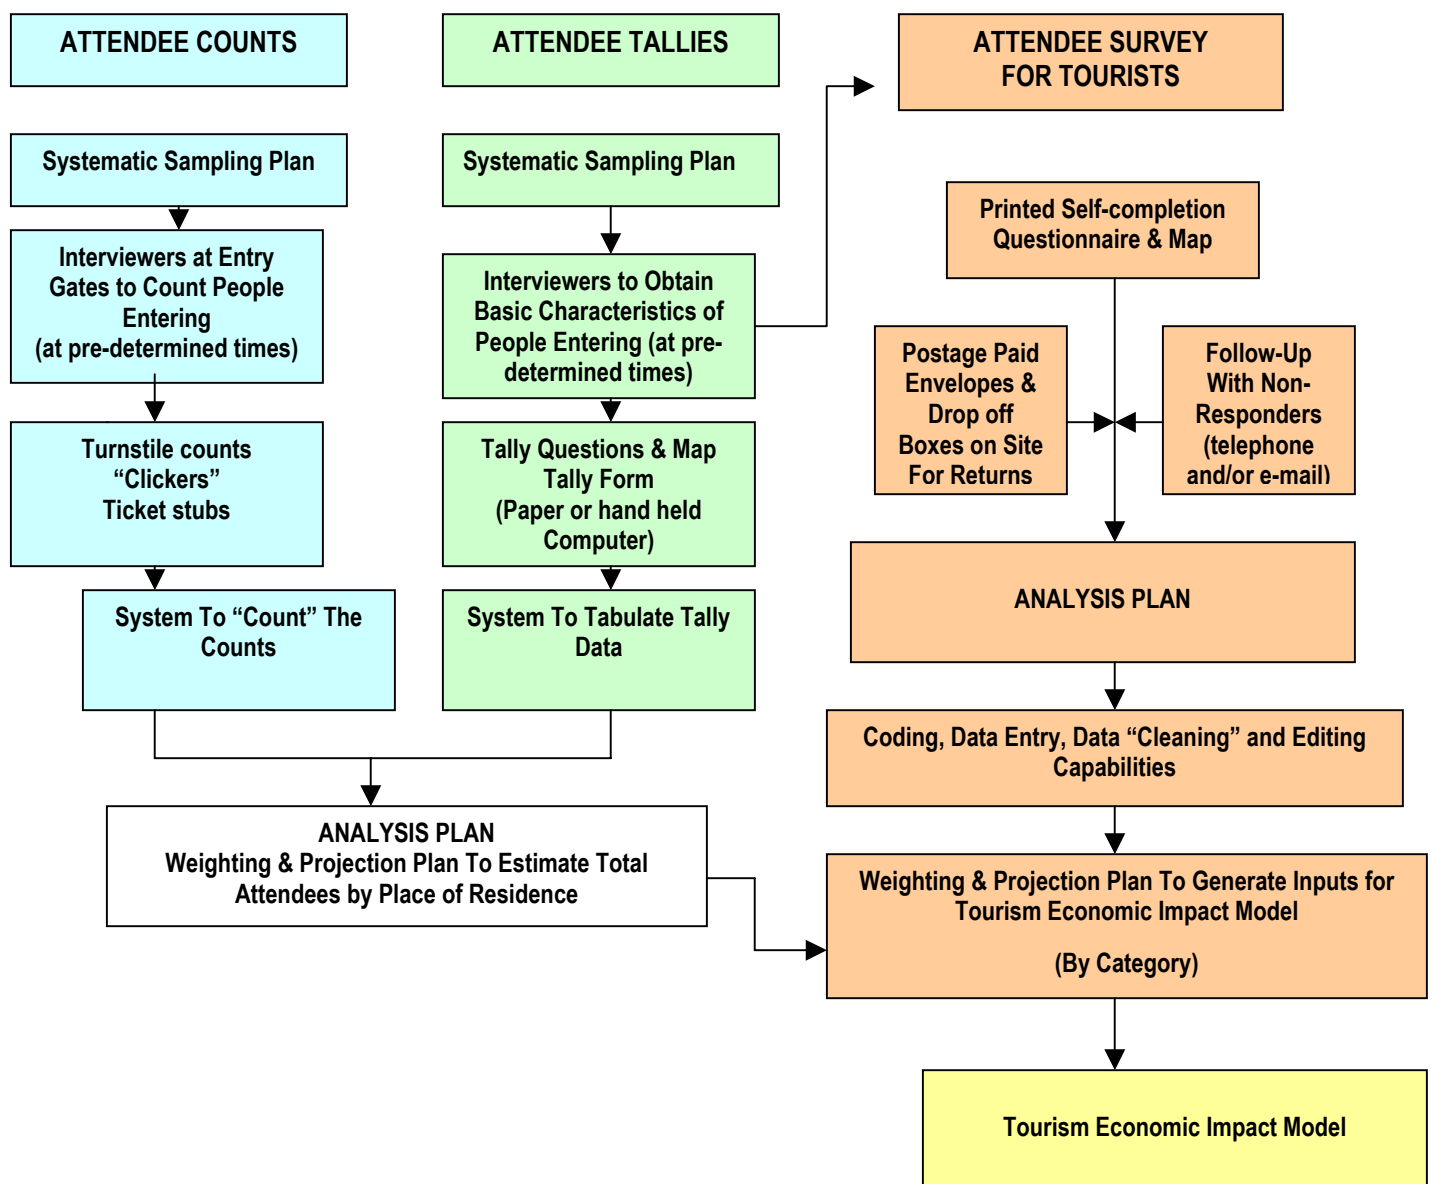 ATTENDEE COUNTS
Systematic Sampling Plan
Interviewers at Entry
Gates to Count People
Entering
(at pre-determined times)
Turnstile counts
“Clickers”
Ticket stubs
System To “Count” The
Counts
ATTENDEE TALLIES
Systematic Sampling Plan
Interviewers to Obtain
Basic Characteristics of
People Entering (at pre-
determined times)
Tally Questions & Map
Tally Form
(Paper or hand held
Computer)
System To Tabulate Tally
Data
ANALYSIS PLAN
Weighting & Projection Plan To Estimate Total
Attendees by Place of Residence
ATTENDEE SURVEY
FOR TOURISTS
Printed Self-completion
Questionnaire & Map
Postage Paid
Envelopes &
Drop off
Boxes on Site
For Returns
Follow-Up
With Non-
Responders
(telephone
and/or e-mail)
ANALYSIS PLAN
Coding, Data Entry, Data “Cleaning” and Editing
Capabilities
Weighting & Projection Plan To Generate Inputs for
Tourism Economic Impact Model
(By Category)
Tourism Economic Impact Model